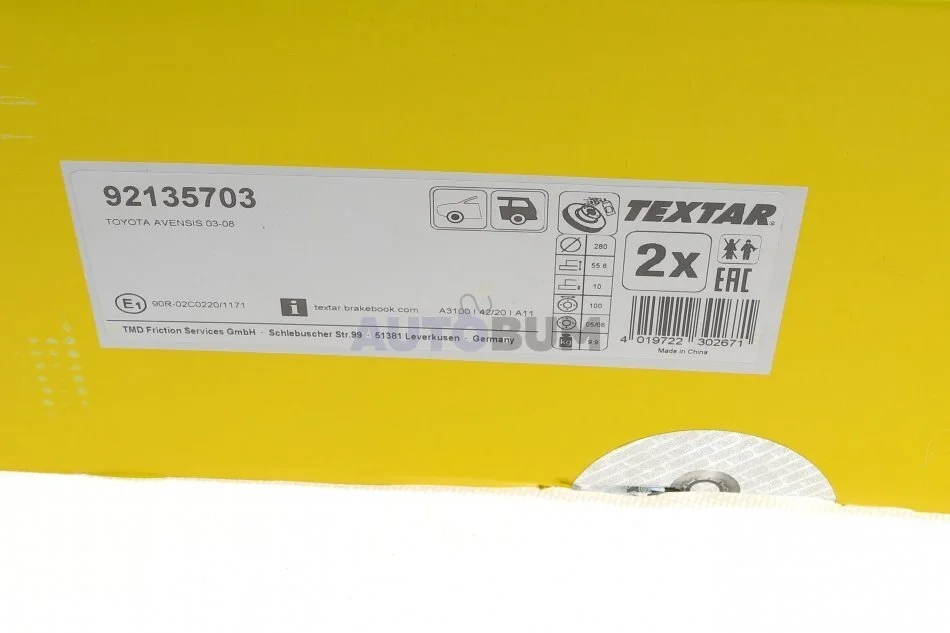 92135703
TOYOTA AVENSIS 03-08
TEXTAR
2x
EAC
280
55.6
10
100
05/06
kg 9.9
E1 90R-02C0220/1171
i textar.brakebook.com A3100 | 42/20 | A11
TMD Friction Services GmbH · Schlebuscher Str.99 · 51381 Leverkusen · Germany
4 019722 302671
Made in China
AUTOBUM